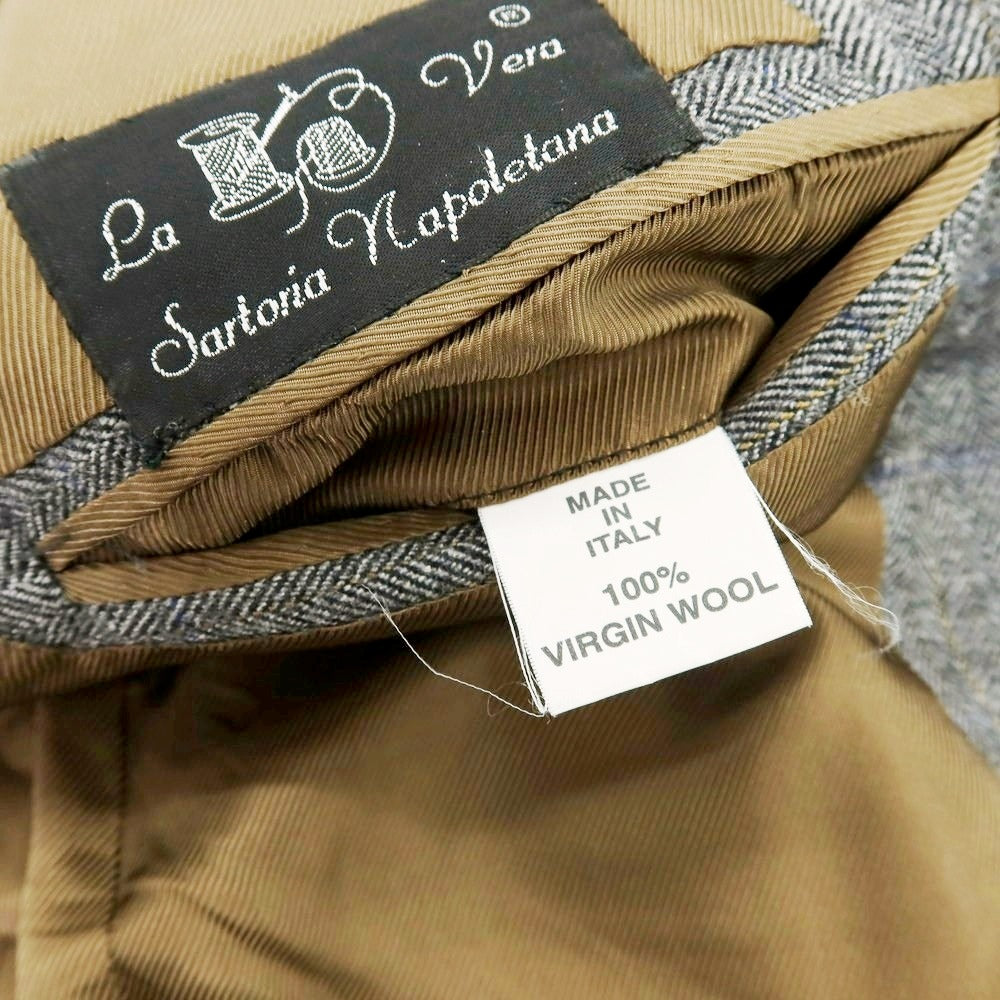 La Vera ®
Sartoria Napoletana
MADE
IN
ITALY
100%
VIRGIN WOOL